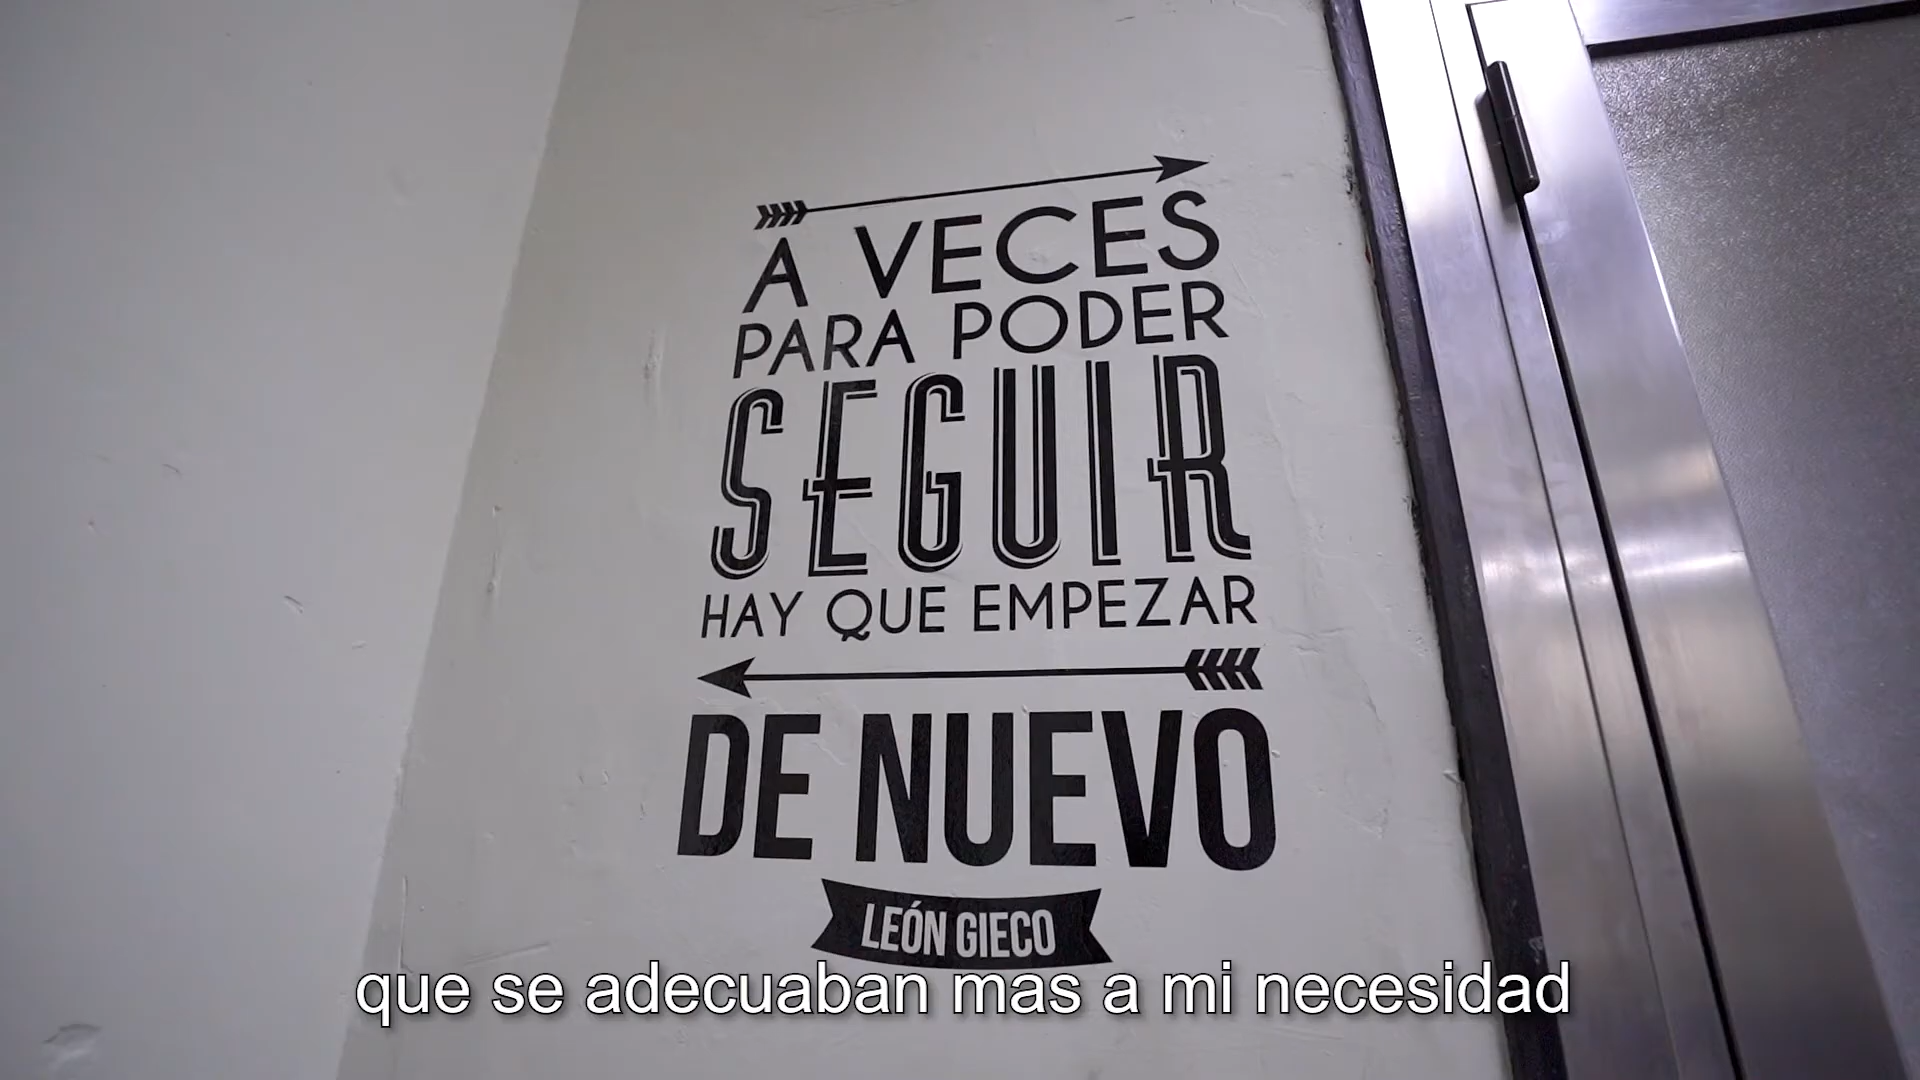 A VECES
PARA PODER
SEGUIR
HAY QUE EMPEZAR
DE NUEVO
LEÓN GIECO
que se adecuaban mas a mi necesidad